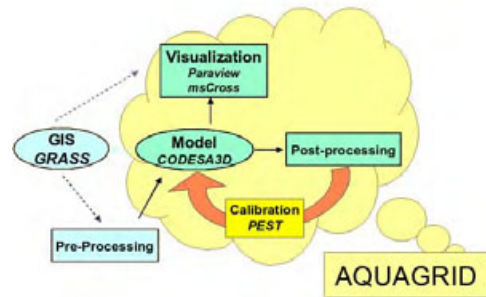 Visualization
Paraview
msCross
GIS
GRASS
Model
CODESA3D
Post-processing
Calibration
PEST
Pre-Processing
AQUAGRID